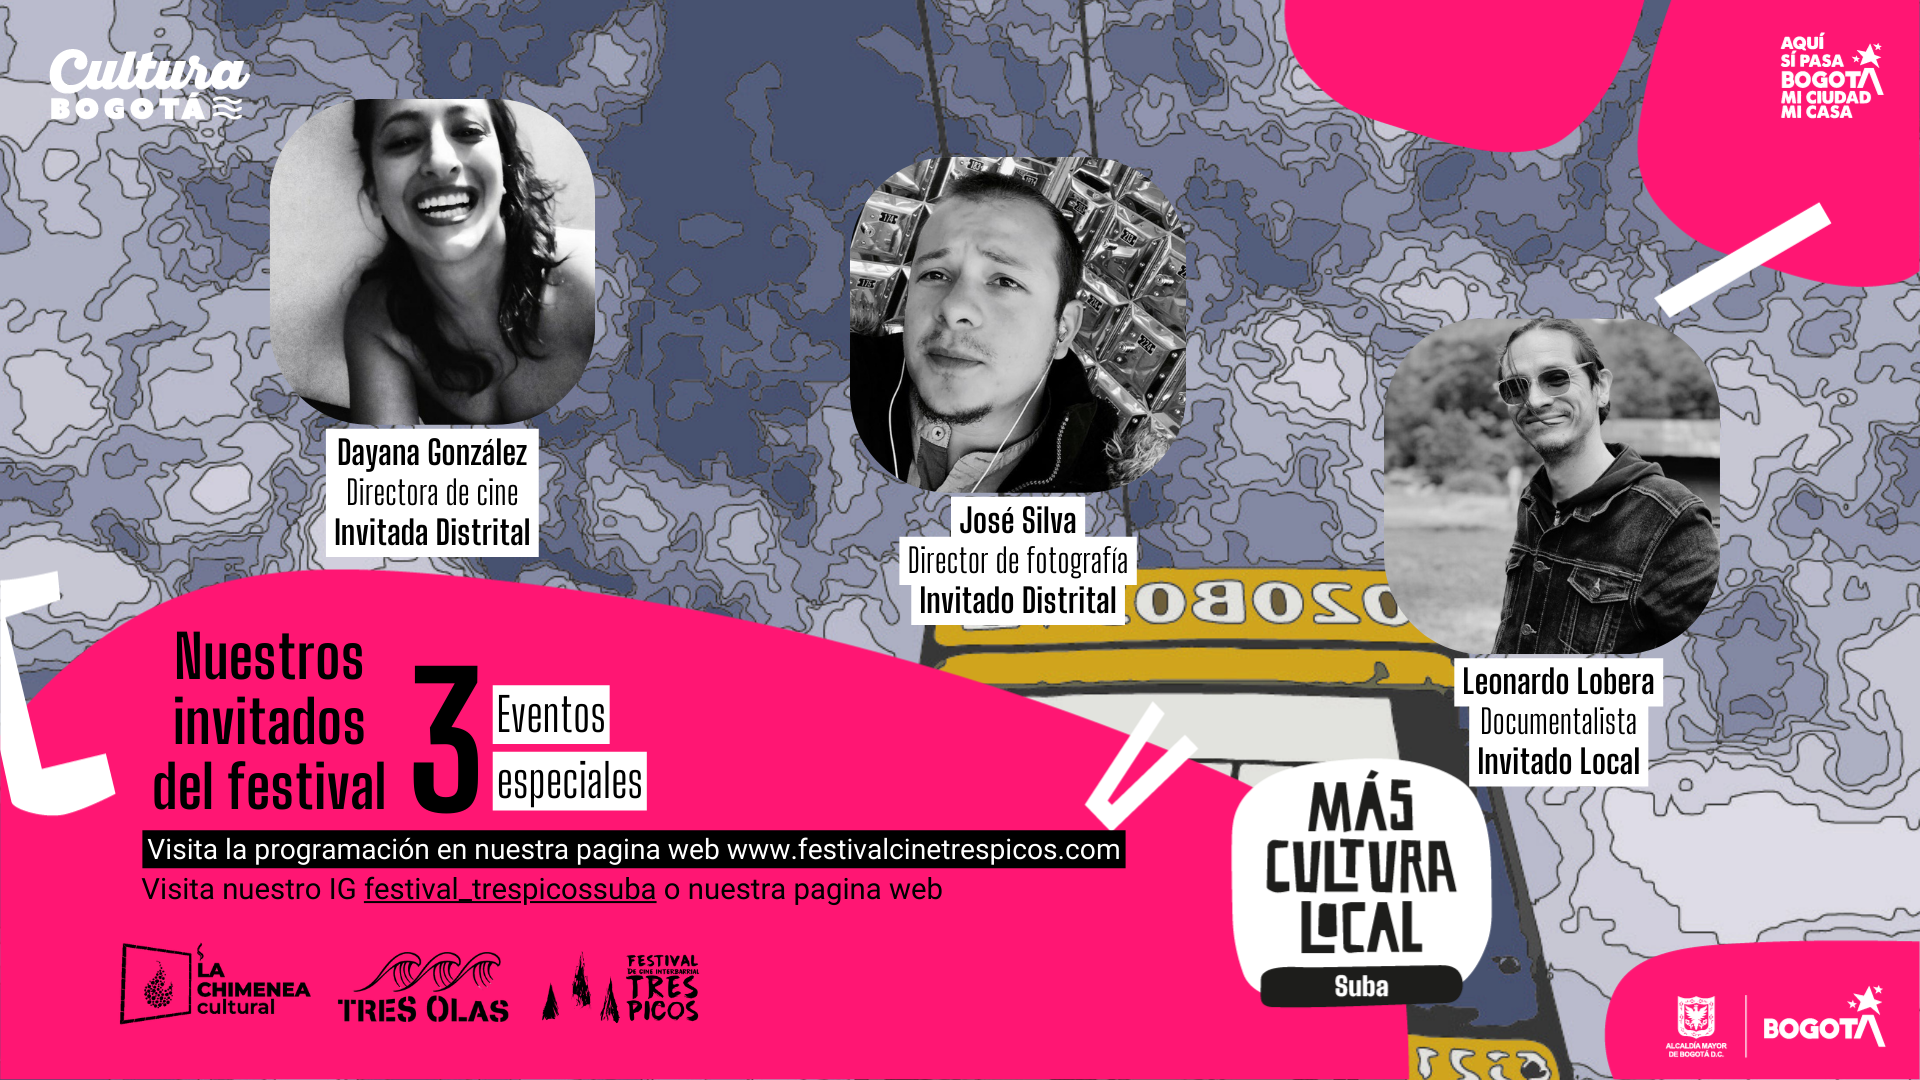 Cultura
BOGOTÁ
AQUÍ
SÍ PASA
BOGOTÁ
MI CIUDAD
MI CASA
Dayana González
Directora de cine
Invitada Distrital
José Silva
Director de fotografía
Invitado Distrital
Leonardo Lobera
Documentalista
Invitado Local
Nuestros
invitados
del festival
3
Eventos
especiales
Visita la programación en nuestra pagina web www.festivalcinetrespicos.com
Visita nuestro IG festival_trespicossuba o nuestra pagina web
MÁS
CULTURA
LOCAL
Suba
LA
CHIMENEA
cultural
TRES OLAS
FESTIVAL
DE CINE INTERBARRIAL
TRES
PICOS
ALCALDÍA MAYOR
DE BOGOTÁ D.C.
BOGOTÁ